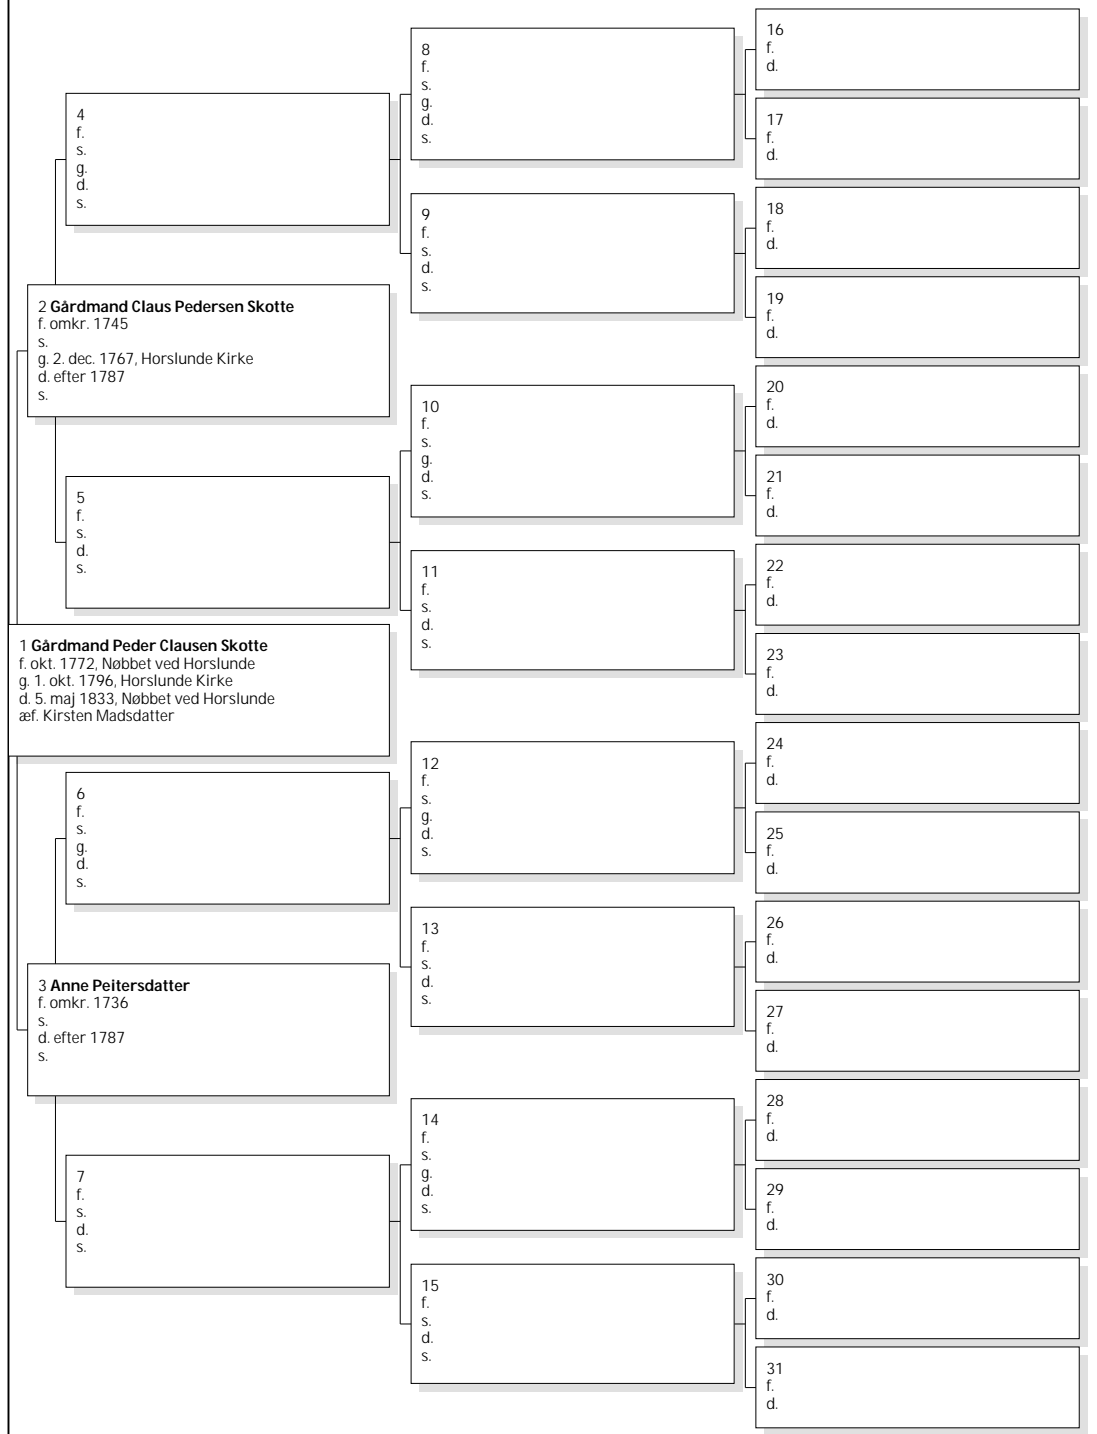 16
f.
d.
8
f.
s.
g.
d.
s.
17
f.
d.
4
f.
s.
g.
d.
s.
18
f.
d.
9
f.
s.
d.
s.
19
f.
d.
2 Gårdmand Claus Pedersen Skotte
f. omkr. 1745
s.
g. 2. dec. 1767, Horslunde Kirke
d. efter 1787
s.
20
f.
d.
10
f.
s.
g.
d.
s.
21
f.
d.
5
f.
s.
d.
s.
22
f.
d.
11
f.
s.
d.
s.
23
f.
d.
1 Gårdmand Peder Clausen Skotte
f. okt. 1772, Nøbbet ved Horslunde
g. 1. okt. 1796, Horslunde Kirke
d. 5. maj 1833, Nøbbet ved Horslunde
æf. Kirsten Madsdatter
24
f.
d.
12
f.
s.
g.
d.
s.
25
f.
d.
6
f.
s.
g.
d.
s.
26
f.
d.
13
f.
s.
d.
s.
27
f.
d.
3 Anne Peitersdatter
f. omkr. 1736
s.
d. efter 1787
s.
28
f.
d.
14
f.
s.
g.
d.
s.
29
f.
d.
7
f.
s.
d.
s.
30
f.
d.
15
f.
s.
d.
s.
31
f.
d.